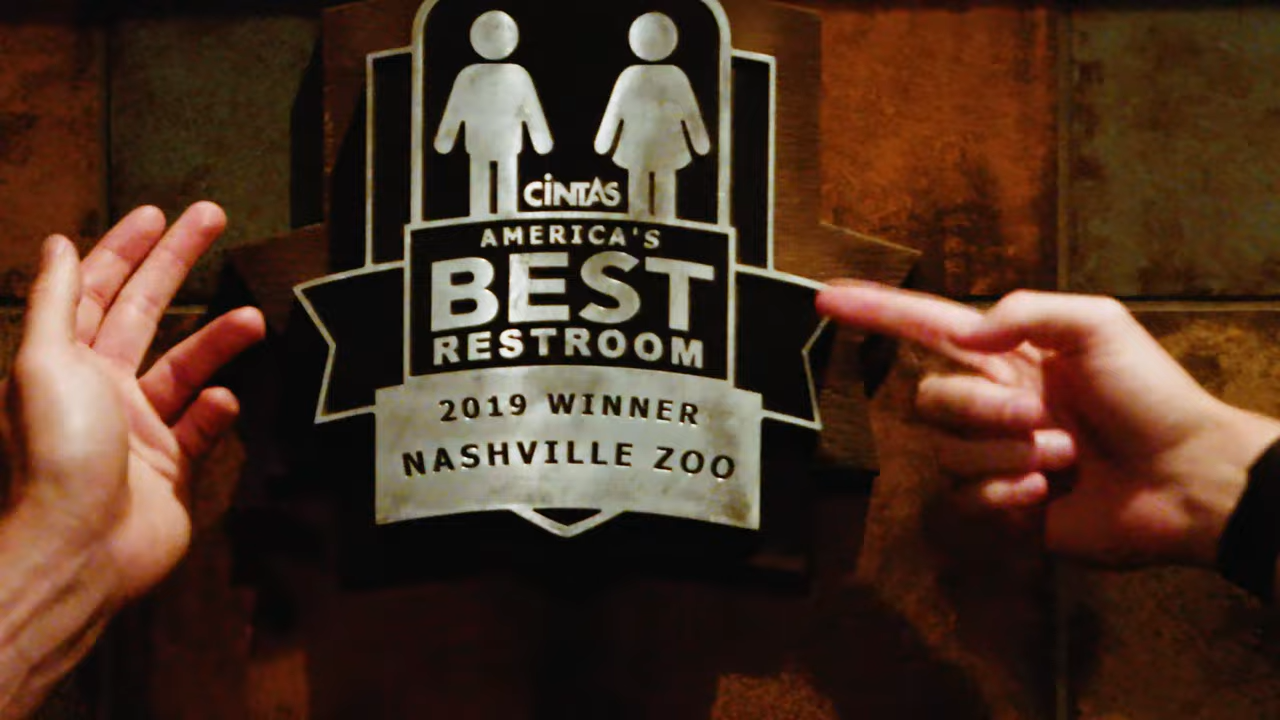 CiNTAS
AMERICA'S
BEST
RESTROOM
2019 WINNER
NASHVILLE ZOO